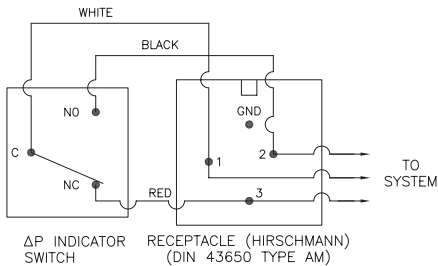 WHITE
BLACK
NO
GND
C
1
2
NC
RED
3
TO
SYSTEM
ΔP INDICATOR
SWITCH
RECEPTACLE (HIRSCHMANN)
(DIN 43650 TYPE AM)